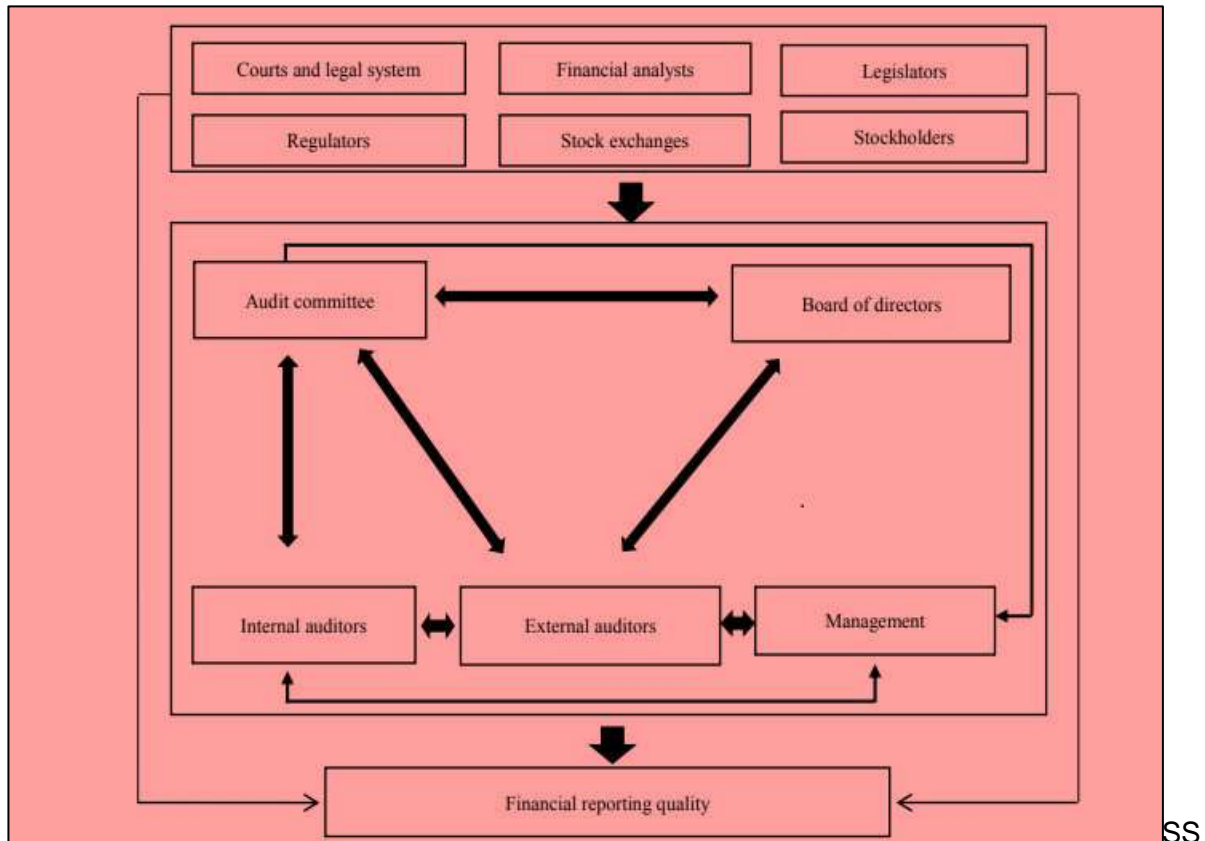 Courts and legal system
Financial analysts
Legislators
Regulators
Stock exchanges
Stockholders
Audit committee
Board of directors
Internal auditors
External auditors
Management
Financial reporting quality
SS